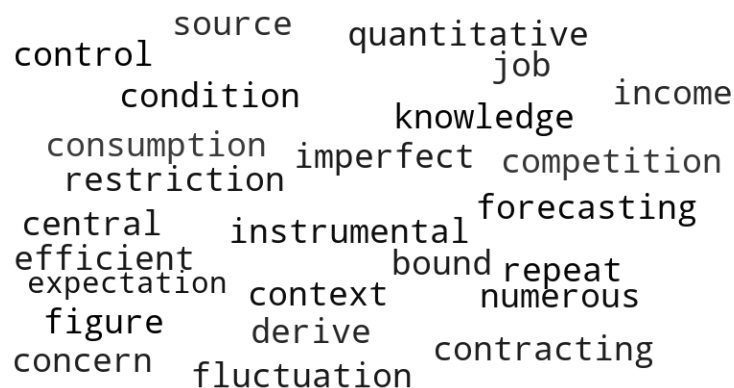 source
quantitative
control
job
income
condition
knowledge
consumption
imperfect
competition
restriction
forecasting
central
instrumental
efficient
bound
repeat
expectation
context
numerous
figure
derive
contracting
concern
fluctuation